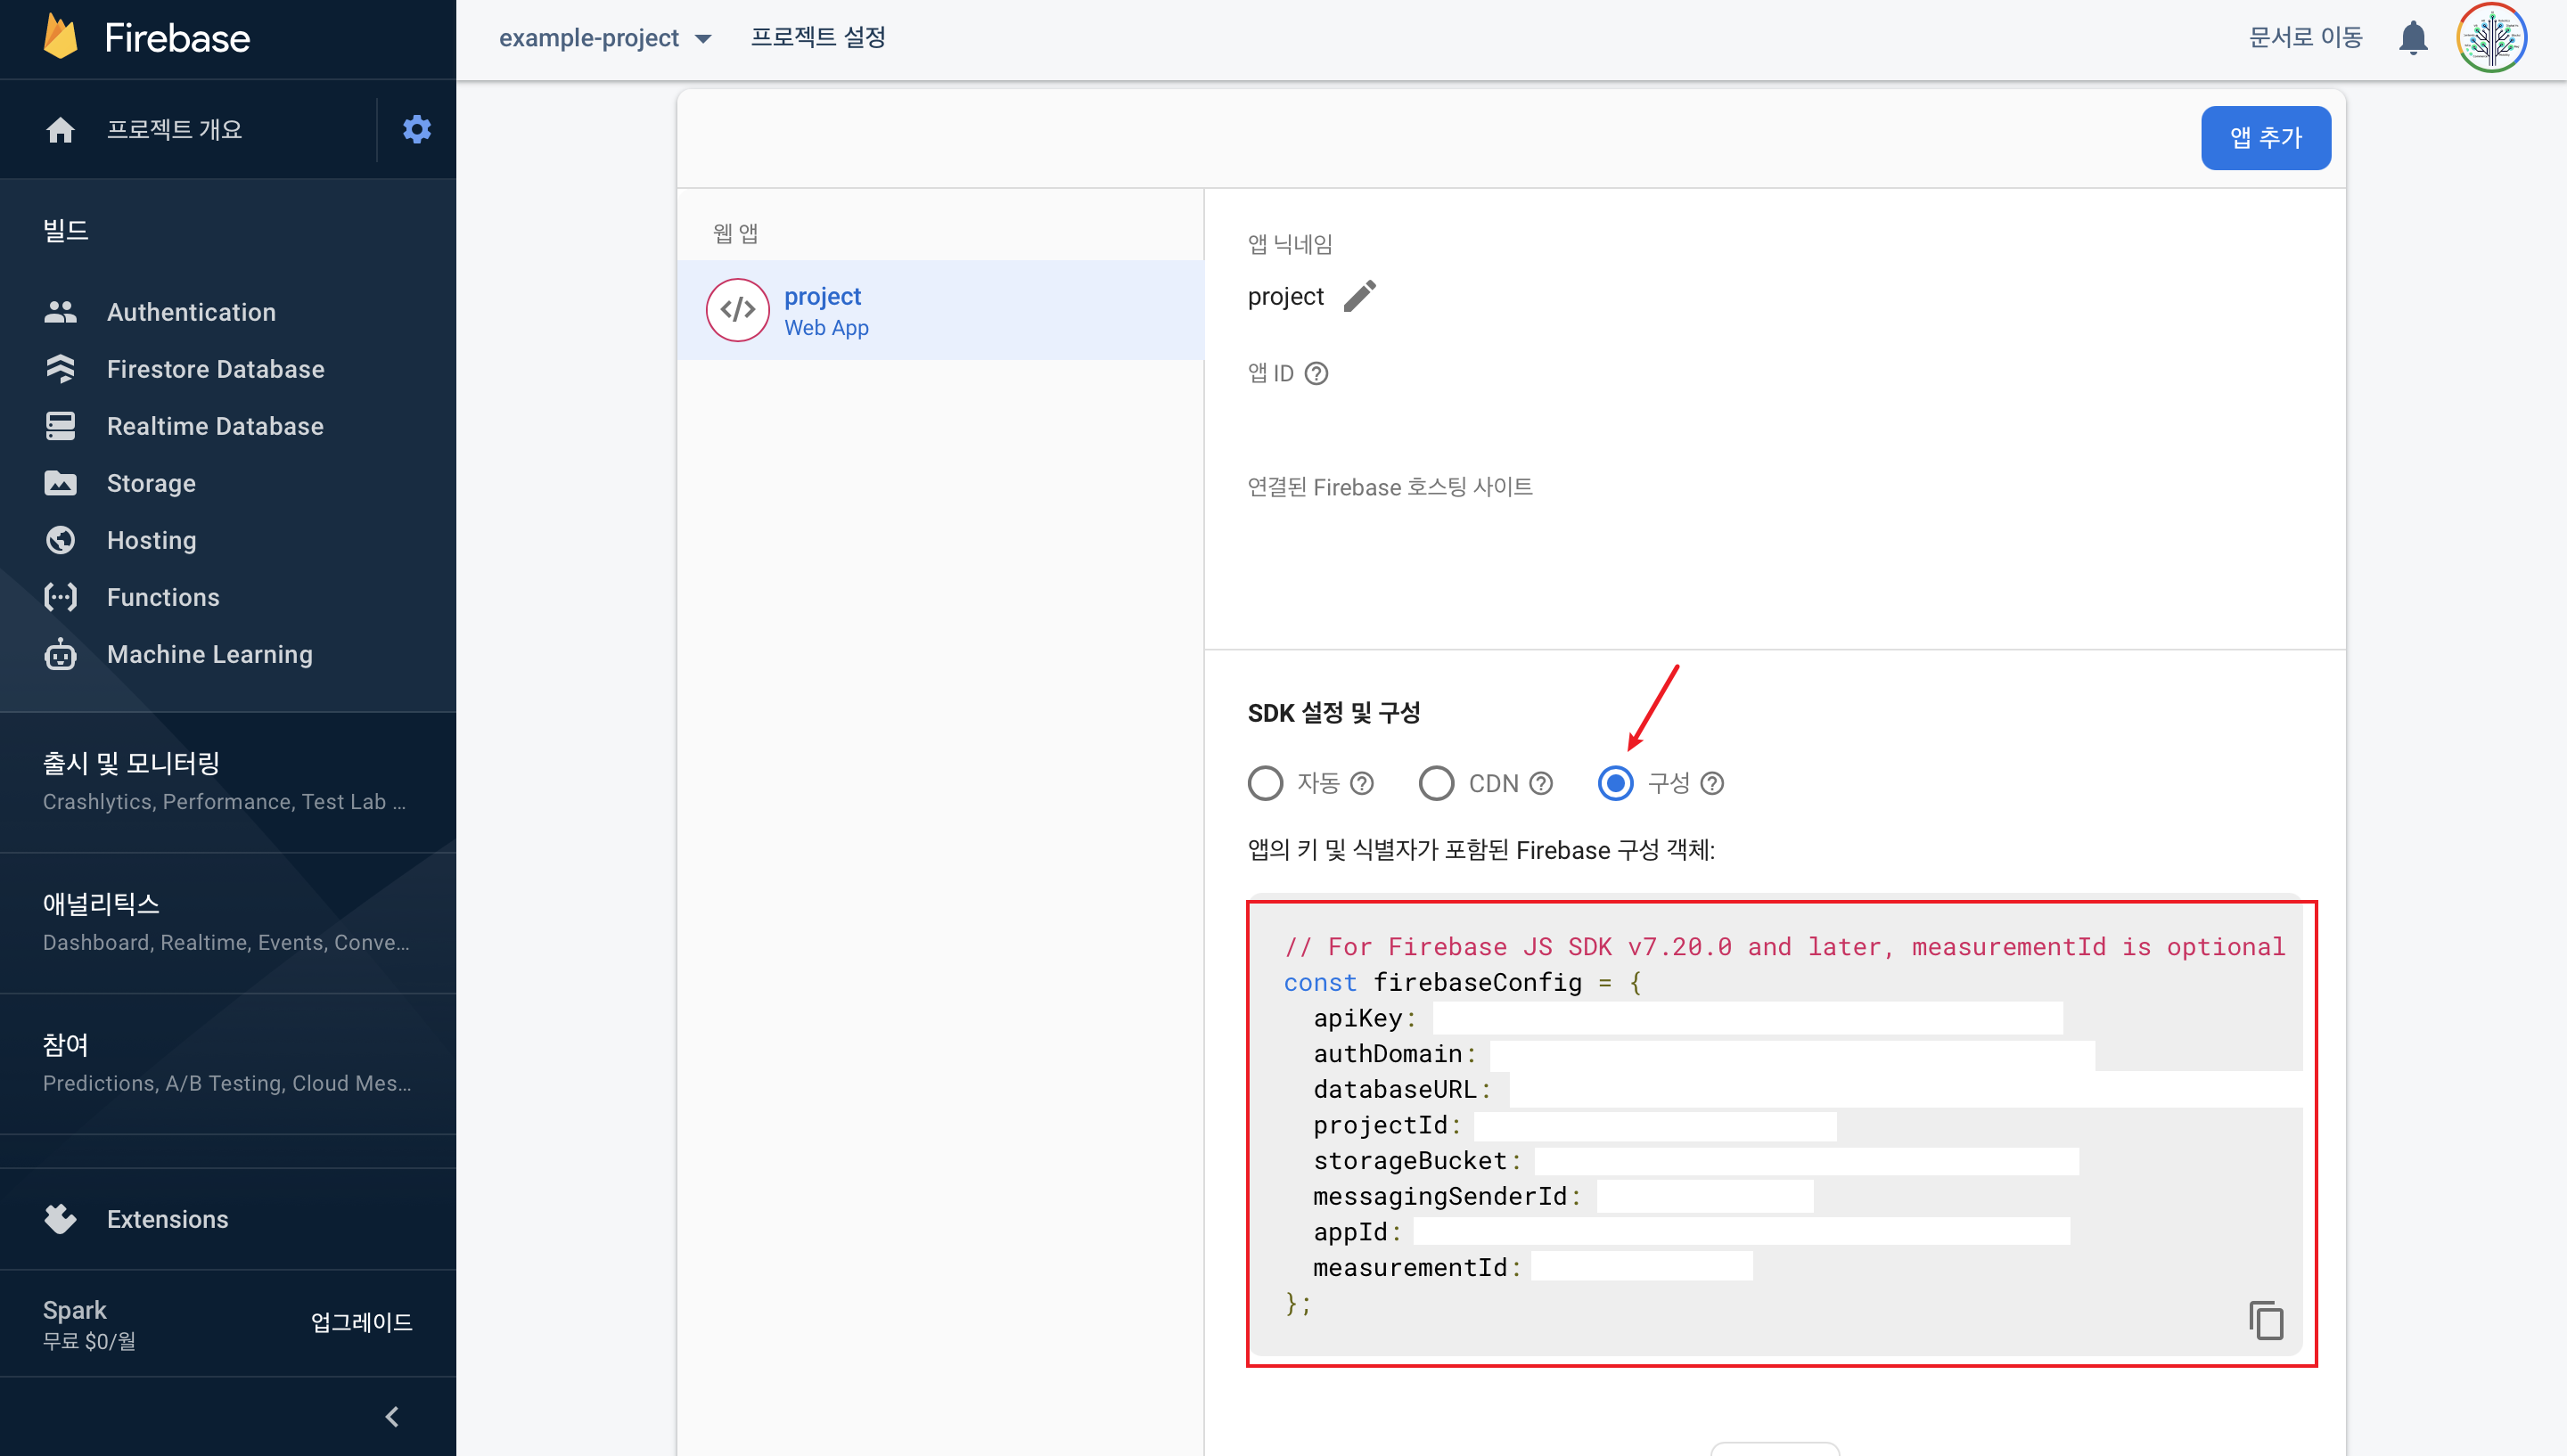 Firebase
example-project
프로젝트 설정
문서로 이동
프로젝트 개요
빌드
Authentication
Firestore Database
Realtime Database
Storage
Hosting
Functions
Machine Learning
출시 및 모니터링
Crashlytics, Performance, Test Lab ...
애널리틱스
Dashboard, Realtime, Events, Conve...
참여
Predictions, A/B Testing, Cloud Mes...
Extensions
Spark
무료 $0/월
업그레이드
앱 추가
웹 앱
</>
project
Web App
앱 닉네임
project
앱 ID
연결된 Firebase 호스팅 사이트
SDK 설정 및 구성
자동
CDN
구성
앱의 키 및 식별자가 포함된 Firebase 구성 객체:
// For Firebase JS SDK v7.20.0 and later, measurementId is optional
const firebaseConfig = {
apiKey:
authDomain:
databaseURL:
projectId:
storageBucket:
messagingSenderId:
appId:
measurementId:
};